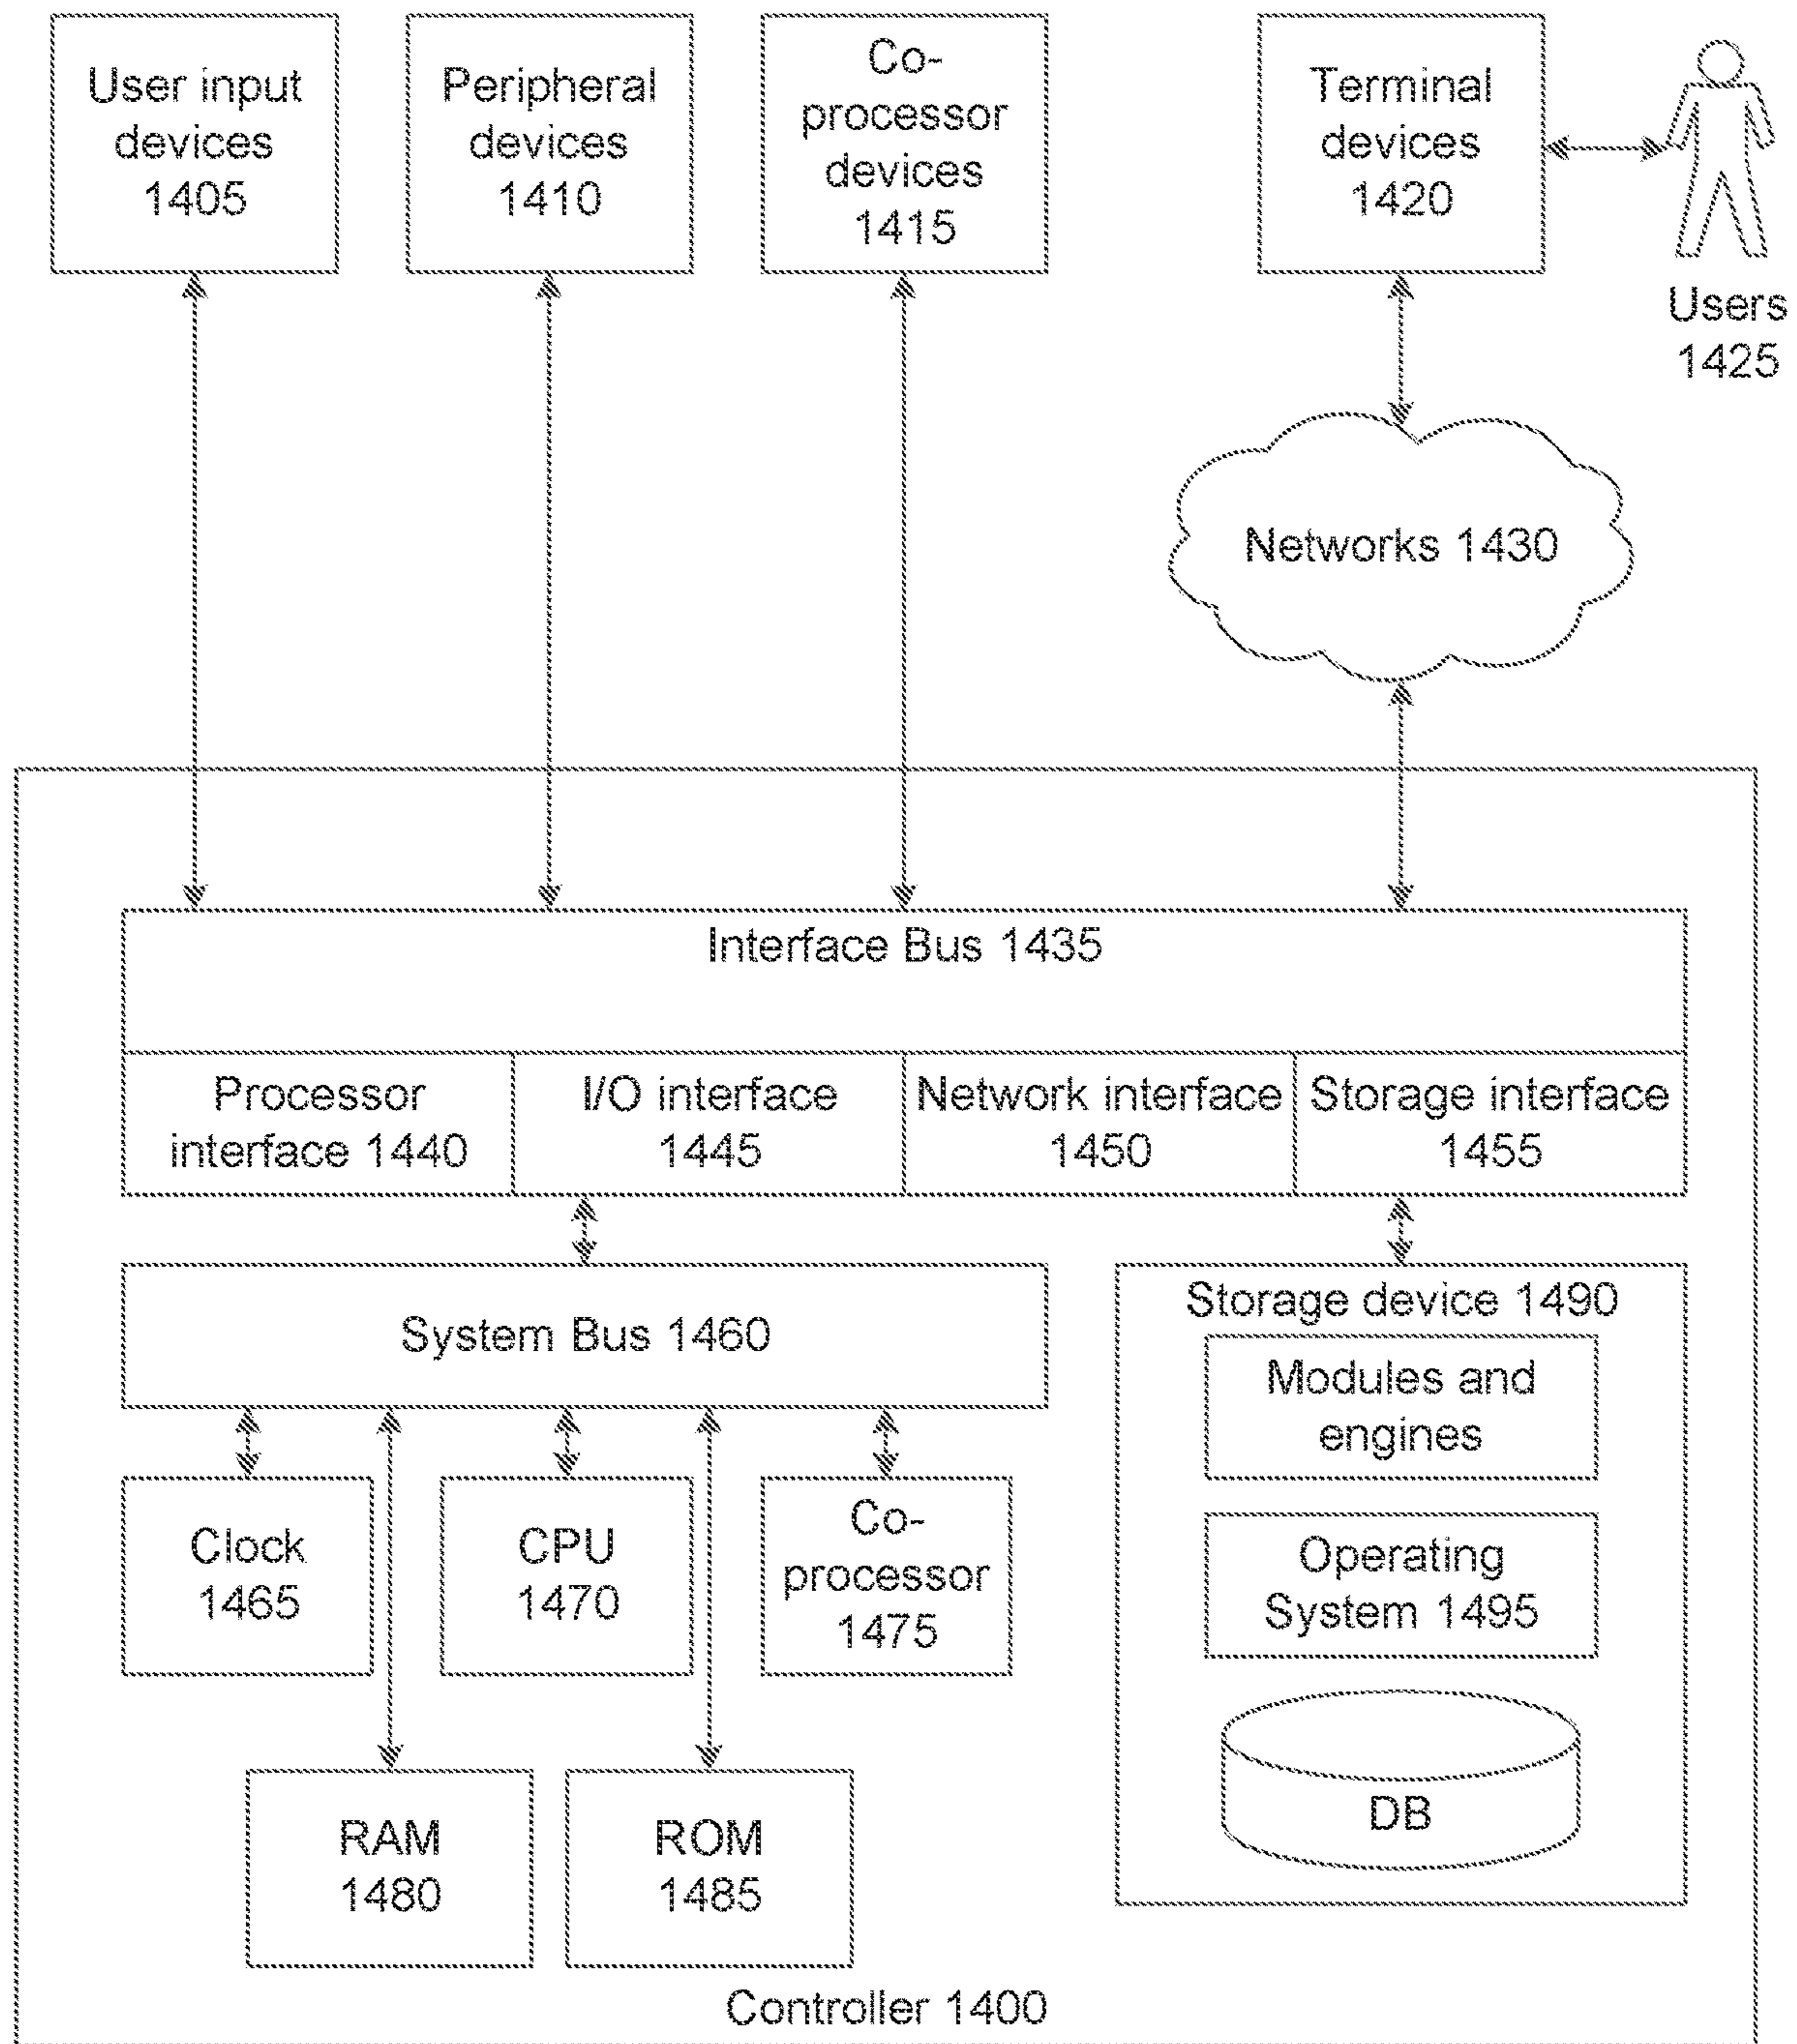 User input
devices
1405
Peripheral
devices
1410
Co-
processor
devices
1415
Terminal
devices
1420
Users
1425
Networks 1430
Interface Bus 1435
Processor
interface 1440
I/O interface
1445
Network interface
1450
Storage interface
1455
System Bus 1460
Storage device 1490
Modules and
engines
Clock
1465
CPU
1470
Co-
processor
1475
Operating
System 1495
RAM
1480
ROM
1485
DB
Controller 1400